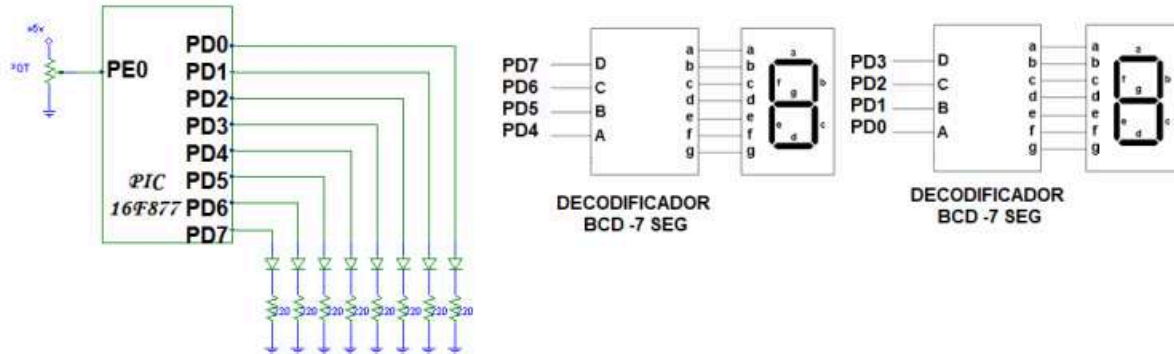 +5v
POT
PE0
PD0
PD1
PD2
PD3
PD4
PD5
PD6
PD7
PIC
16F877
220 220 220 220 220 220 220 220
PD7
PD6
PD5
PD4
D
C
B
A
a
b
c
d
e
f
g
a
b
c
d
e
f
g
a
f
b
g
e
c
d
DECODIFICADOR
BCD -7 SEG
PD3
PD2
PD1
PD0
D
C
B
A
a
b
c
d
e
f
g
a
b
c
d
e
f
g
a
f
b
g
e
c
d
DECODIFICADOR
BCD -7 SEG